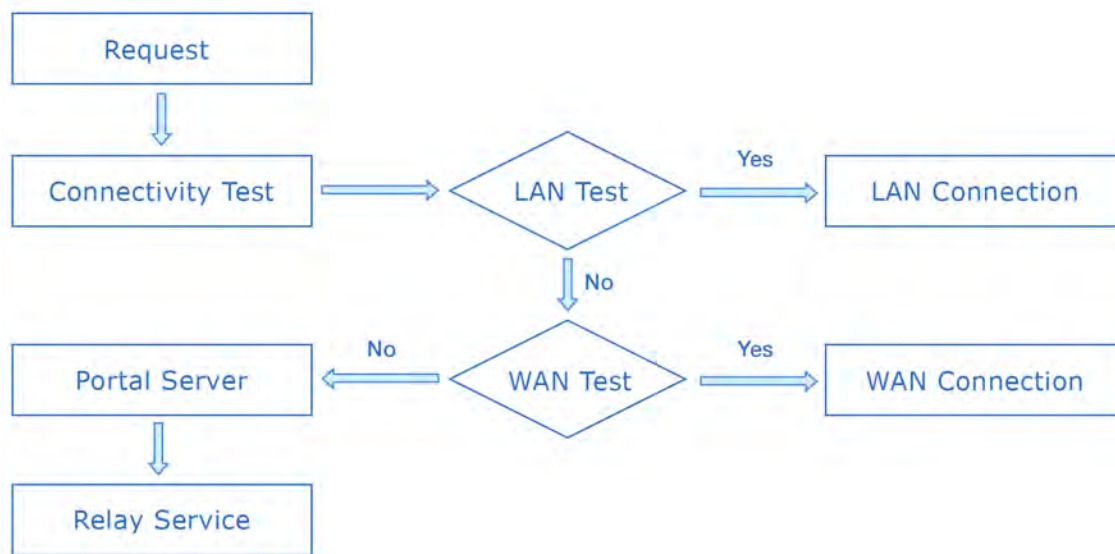 Request
Connectivity Test
LAN Test
Yes
LAN Connection
No
No
Portal Server
WAN Test
Yes
WAN Connection
Relay Service